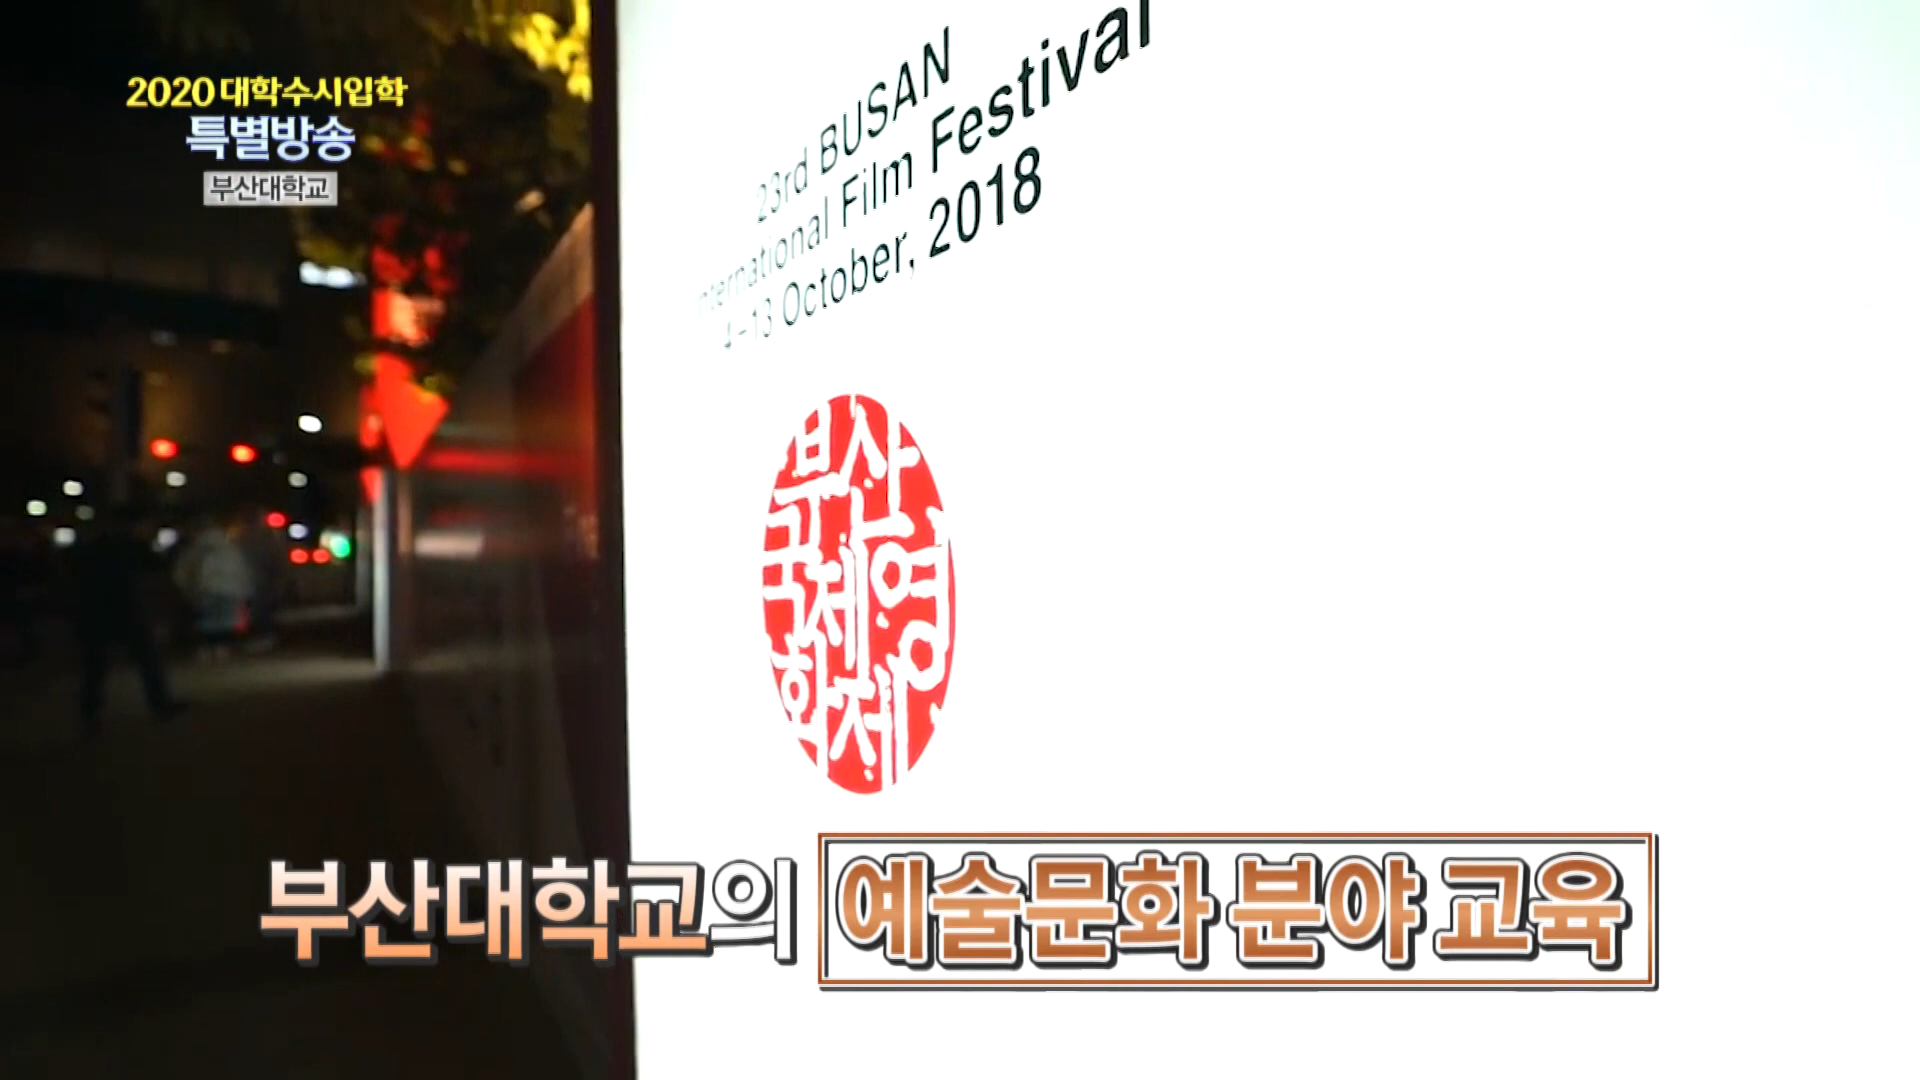 2020 대학수시입학
특별방송
부산대학교
23rd BUSAN
International Film Festival
4–13 October, 2018
부산
국제영
화제
부산대학교의 예술문화 분야 교육